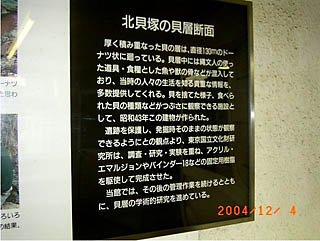 北貝塚の貝層断面
厚く積み重なった貝の層は、直径130mのドー
ナツ状に廻っている。貝層中には縄文人の使っ
た道具・食糧とした魚や獣の骨などが混入して
おり、当時の人々の生活を知る貴重な情報を、
多数提供してくれる。貝を捨てた様子、食べら
れた貝の種類などがつぶさに観察できる施設と
して、昭和43年この建物が作られた。
遺跡を保護し、発掘時そのままの状態が観察
できるようにとの観点より、東京国立文化財研
究所は、調査・研究・実験を重ね、アクリル・
エマルジョンやバインダー18などの固定用樹脂
を駆使して完成させた。
当館では、その後の管理作業を続けるととも
に、貝層の学術的研究を進めている。
2004/12/ 4